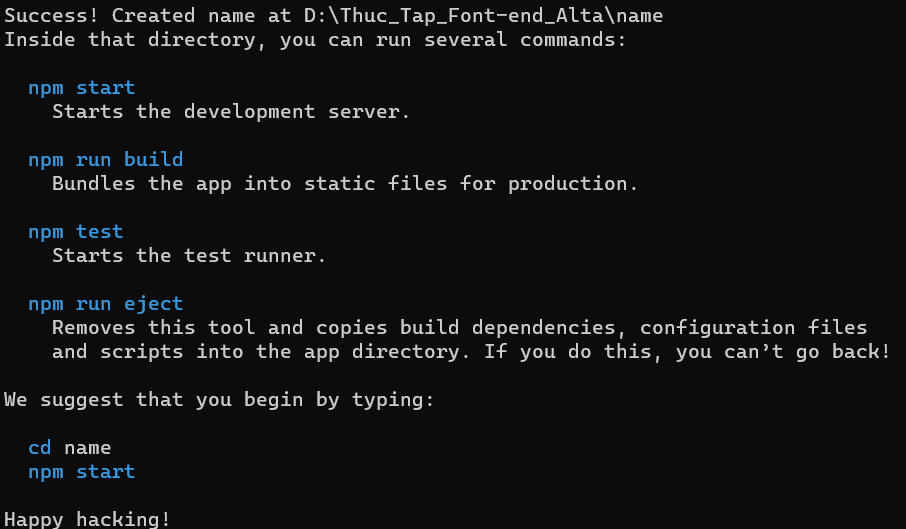 Success! Created name at D:\Thuc_Tap_Font-end_Alta\name
Inside that directory, you can run several commands:
npm start
Starts the development server.
npm run build
Bundles the app into static files for production.
npm test
Starts the test runner.
npm run eject
Removes this tool and copies build dependencies, configuration files
and scripts into the app directory. If you do this, you can’t go back!
We suggest that you begin by typing:
cd name
npm start
Happy hacking!